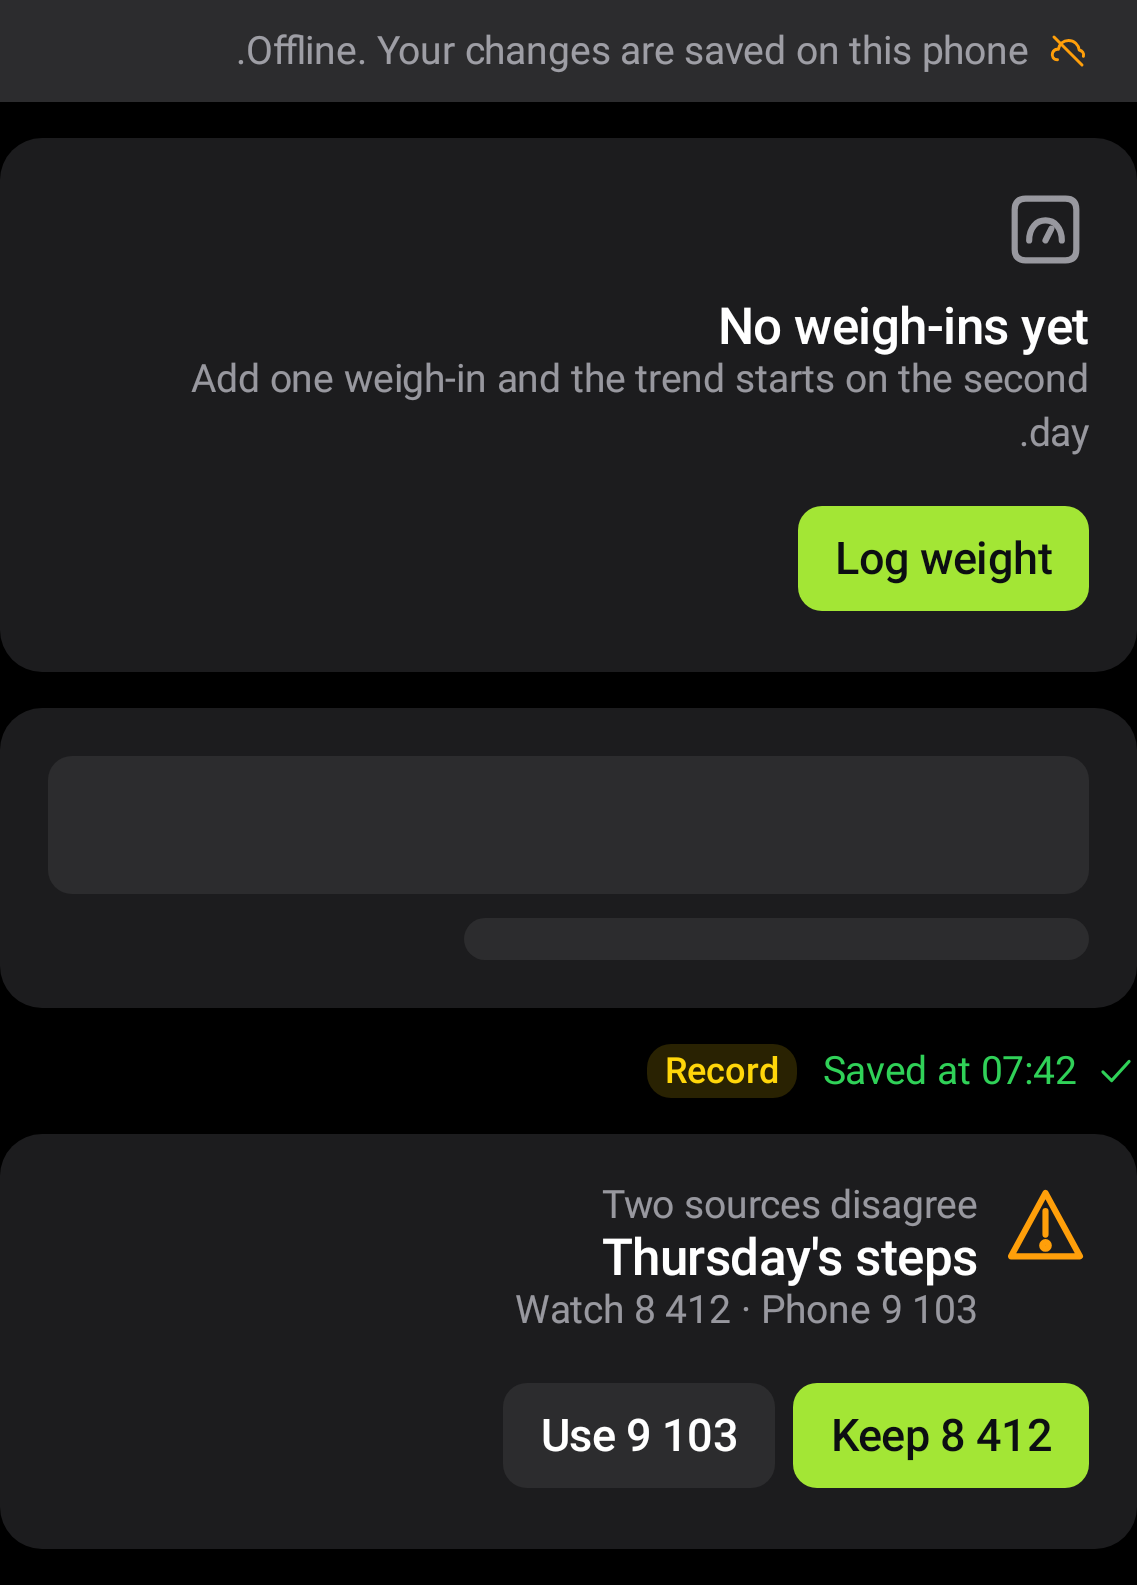 Offline. Your changes are saved on this phone.
No weigh-ins yet
Add one weigh-in and the trend starts on the second
day.
Log weight
Saved at 07:42
Record
Two sources disagree
Thursday's steps
Watch 8 412 · Phone 9 103
Keep 8 412
Use 9 103